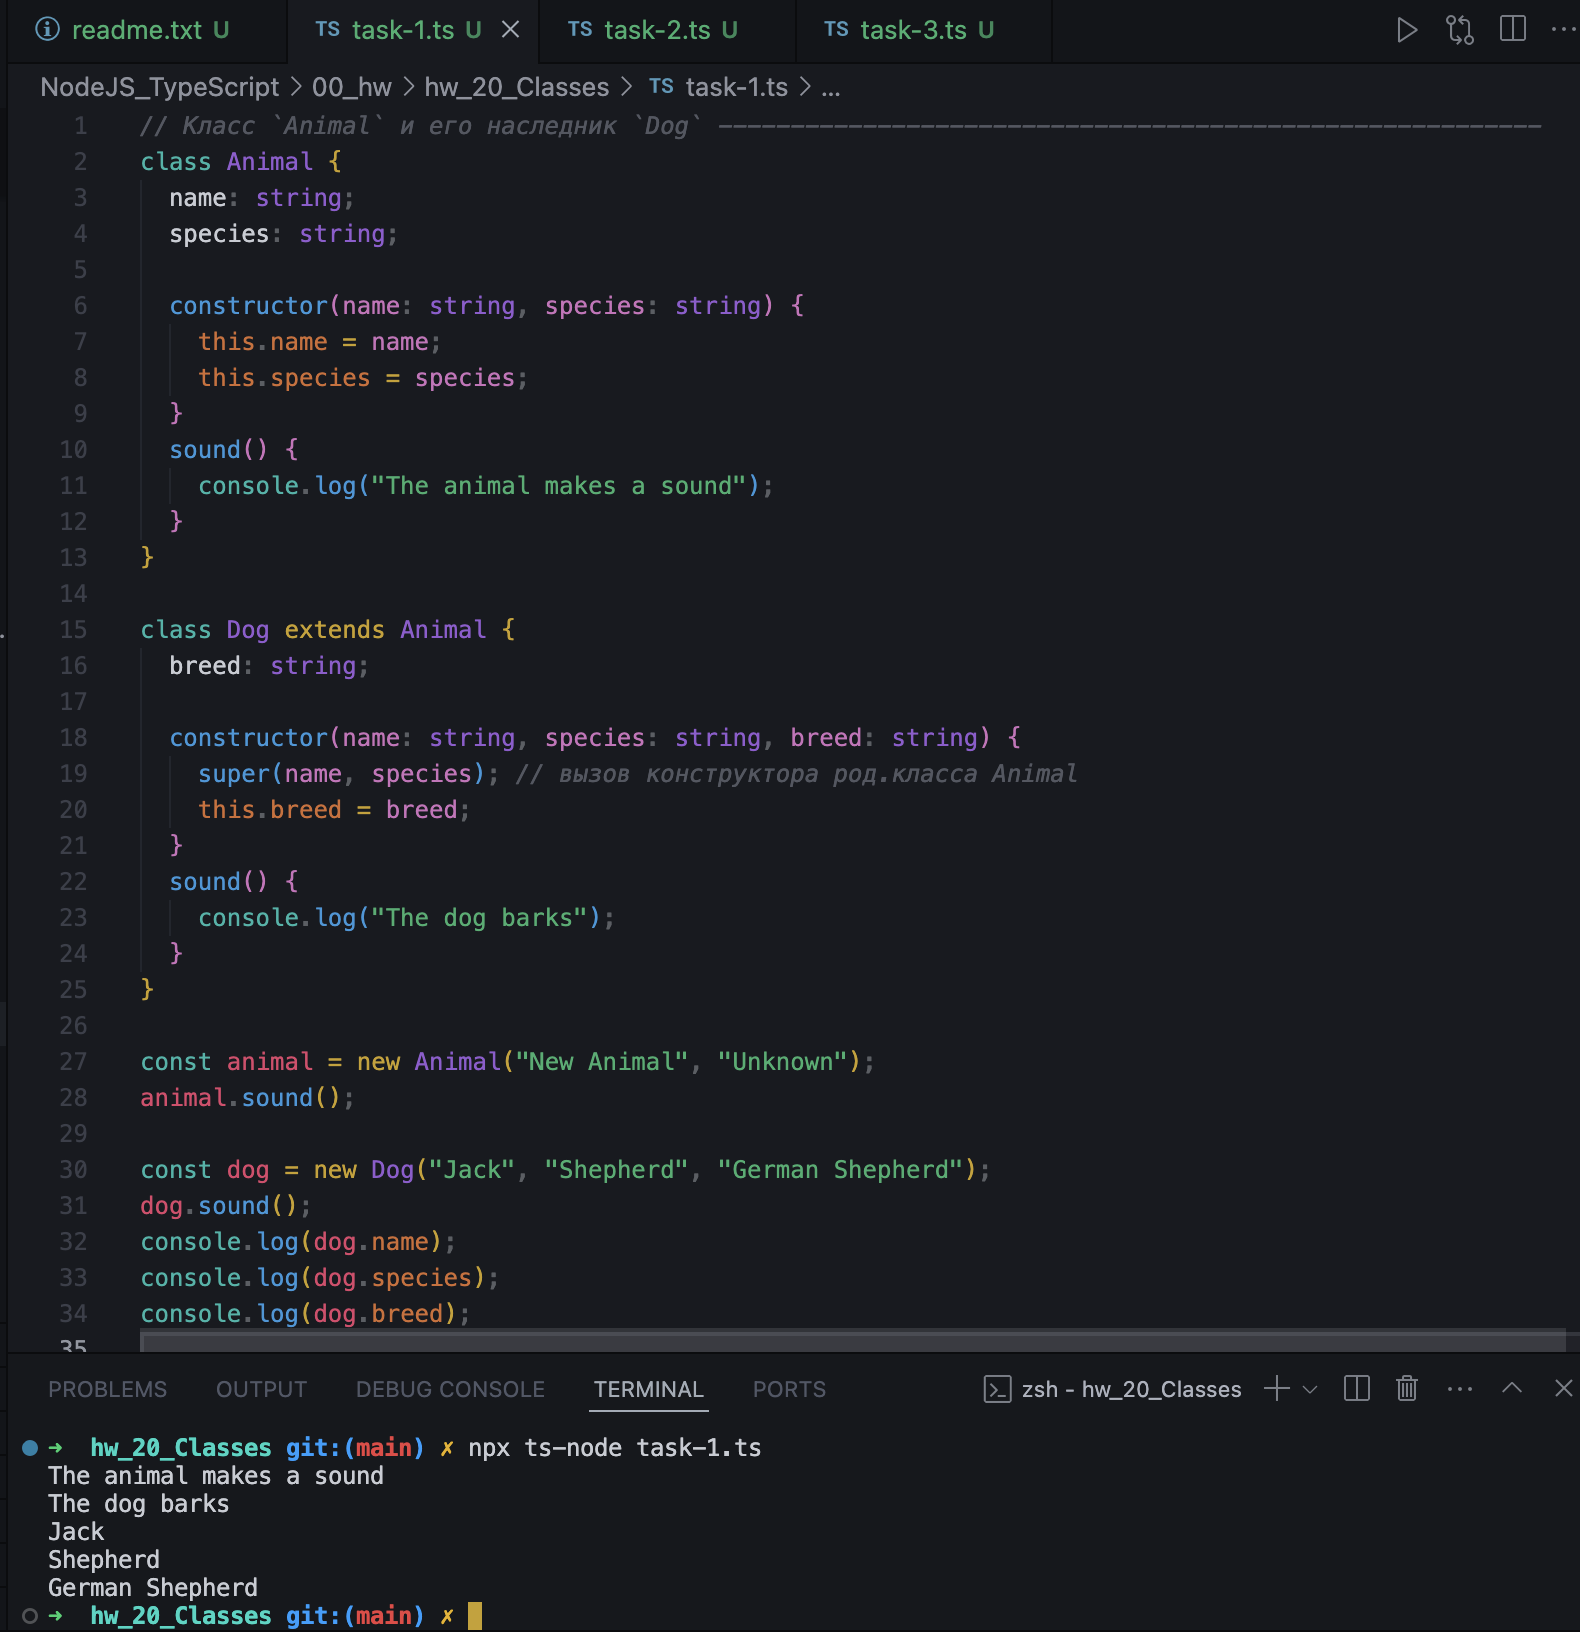 readme.txt U TS task-1.ts U TS task-2.ts U TS task-3.ts U
NodeJS_TypeScript > 00_hw > hw_20_Classes > TS task-1.ts > ...
1 // Класс `Animal` и его наследник `Dog` ---------------------------------------------------------
2 class Animal {
3 name: string;
4 species: string;
5
6 constructor(name: string, species: string) {
7 this.name = name;
8 this.species = species;
9 }
10 sound() {
11 console.log("The animal makes a sound");
12 }
13 }
14
15 class Dog extends Animal {
16 breed: string;
17
18 constructor(name: string, species: string, breed: string) {
19 super(name, species); // вызов конструктора род.класса Animal
20 this.breed = breed;
21 }
22 sound() {
23 console.log("The dog barks");
24 }
25 }
26
27 const animal = new Animal("New Animal", "Unknown");
28 animal.sound();
29
30 const dog = new Dog("Jack", "Shepherd", "German Shepherd");
31 dog.sound();
32 console.log(dog.name);
33 console.log(dog.species);
34 console.log(dog.breed);
35
PROBLEMS OUTPUT DEBUG CONSOLE TERMINAL PORTS zsh - hw_20_Classes
➜ hw_20_Classes git:(main) ✗ npx ts-node task-1.ts
The animal makes a sound
The dog barks
Jack
Shepherd
German Shepherd
➜ hw_20_Classes git:(main) ✗